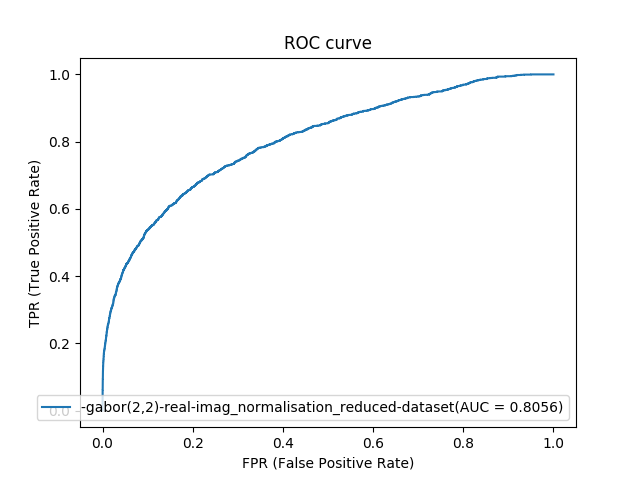 ROC curve
1.0
0.8
0.6
0.4
0.2
0.0
TPR (True Positive Rate)
-gabor(2,2)-real-imag_normalisation_reduced-dataset(AUC = 0.8056)
0.0 0.2 0.4 0.6 0.8 1.0
FPR (False Positive Rate)